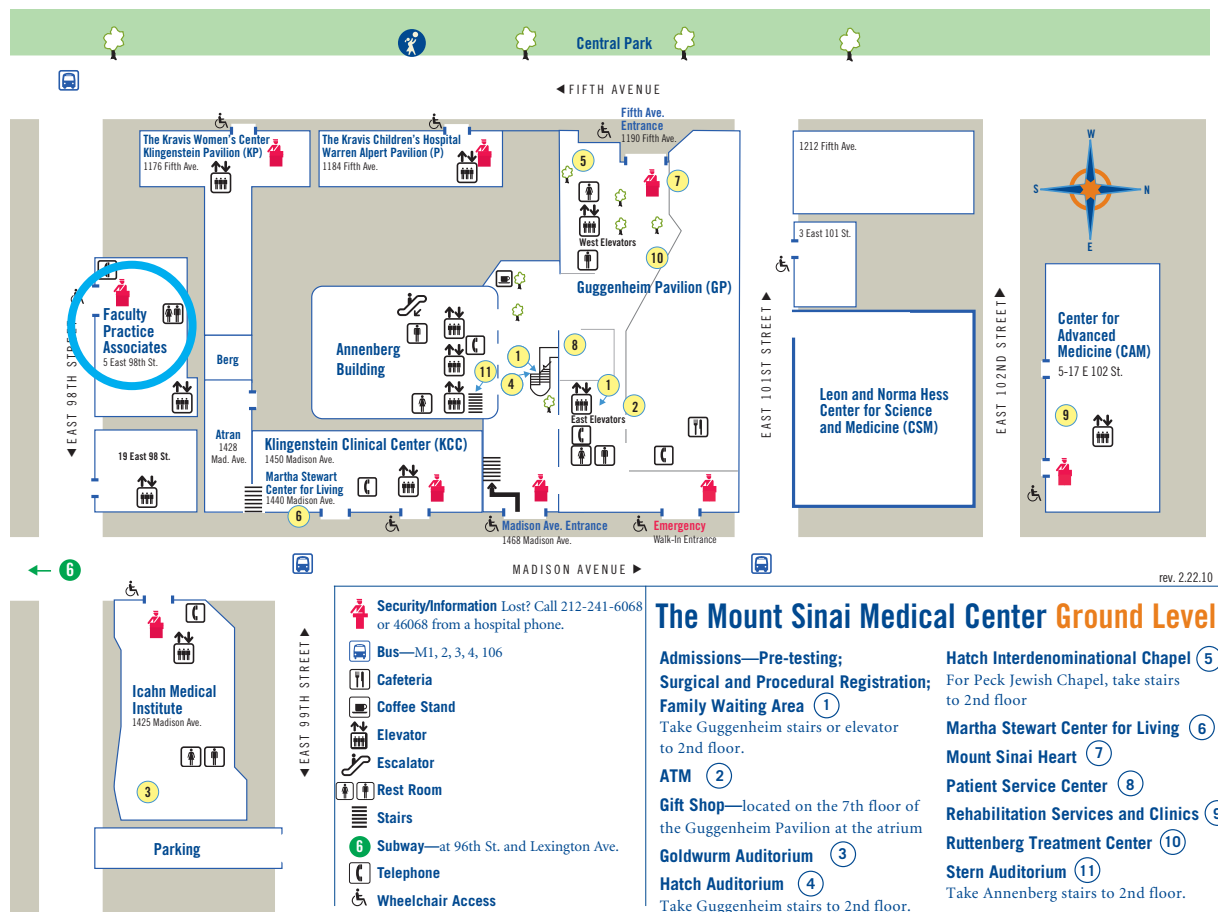 Central Park
◄ FIFTH AVENUE
Fifth Ave.
Entrance
1190 Fifth Ave.
The Kravis Women's Center
Klingenstein Pavilion (KP)
1176 Fifth Ave.
The Kravis Children's Hospital
Warren Alpert Pavilion (P)
1184 Fifth Ave.
5
7
West Elevators
10
Guggenheim Pavilion (GP)
1212 Fifth Ave.
3 East 101 St.
W
S
N
E
Faculty
Practice
Associates
5 East 98th St.
◄ EAST 98TH STREET
Berg
Annenberg
Building
11
1
4
8
1
2
East Elevators
EAST 101ST STREET ►
Leon and Norma Hess
Center for Science
and Medicine (CSM)
EAST 102ND STREET ►
Center for
Advanced
Medicine (CAM)
5-17 E 102 St.
9
19 East 98 St.
Atran
1428
Mad. Ave.
Klingenstein Clinical Center (KCC)
1450 Madison Ave.
Martha Stewart
Center for Living
1440 Madison Ave.
6
Madison Ave. Entrance
1468 Madison Ave.
Emergency
Walk-In Entrance
6
MADISON AVENUE ►
rev. 2.22.10
Icahn Medical
Institute
1425 Madison Ave.
3
Parking
◄ EAST 99TH STREET ►
Security/Information Lost? Call 212-241-6068
or 46068 from a hospital phone.
Bus—M1, 2, 3, 4, 106
Cafeteria
Coffee Stand
Elevator
Escalator
Rest Room
Stairs
6 Subway—at 96th St. and Lexington Ave.
Telephone
Wheelchair Access
The Mount Sinai Medical Center Ground Level
Admissions—Pre-testing;
Surgical and Procedural Registration;
Family Waiting Area 1
Take Guggenheim stairs or elevator
to 2nd floor.
ATM 2
Gift Shop—located on the 7th floor of
the Guggenheim Pavilion at the atrium
Goldwurm Auditorium 3
Hatch Auditorium 4
Take Guggenheim stairs to 2nd floor.
Hatch Interdenominational Chapel 5
For Peck Jewish Chapel, take stairs
to 2nd floor
Martha Stewart Center for Living 6
Mount Sinai Heart 7
Patient Service Center 8
Rehabilitation Services and Clinics 9
Ruttenberg Treatment Center 10
Stern Auditorium 11
Take Annenberg stairs to 2nd floor.